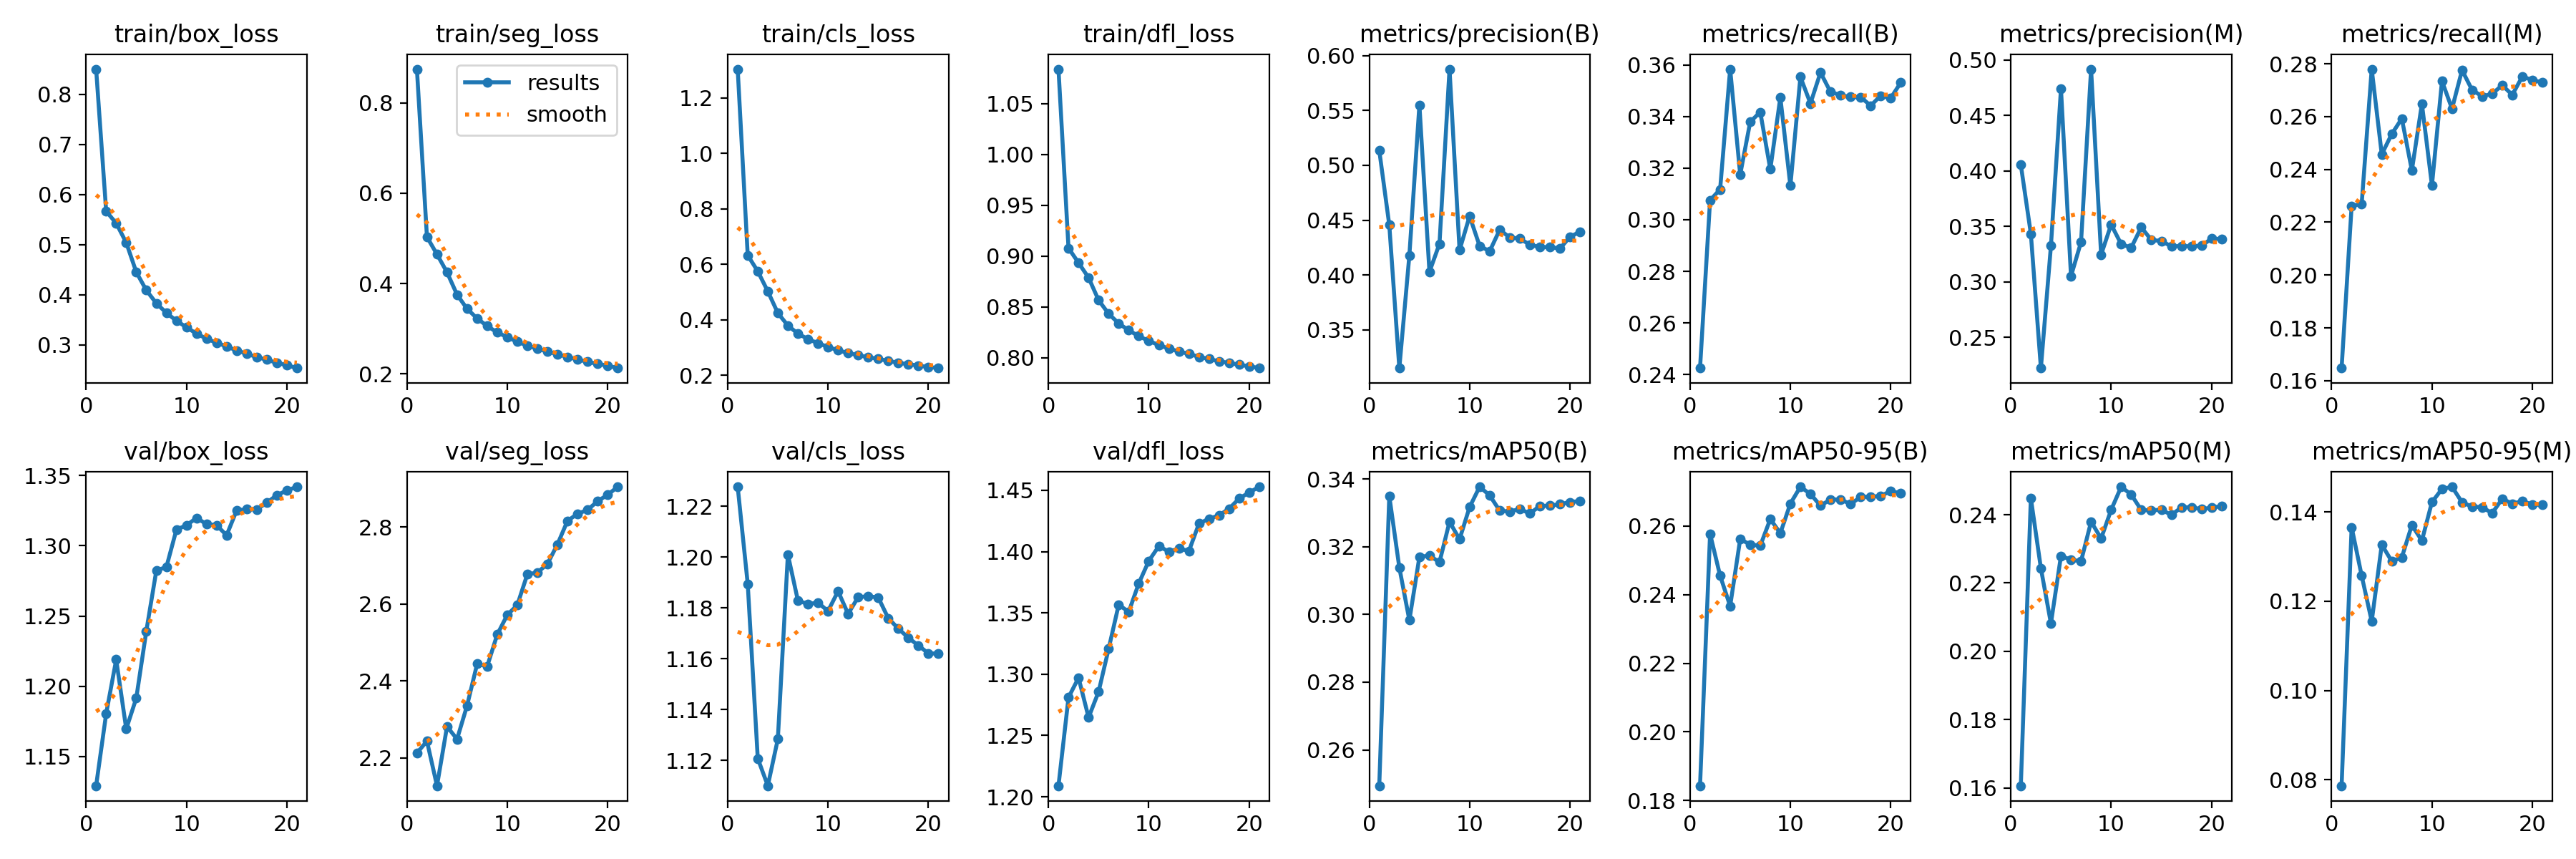 train/box_loss
train/seg_loss
train/cls_loss
train/dfl_loss
metrics/precision(B)
metrics/recall(B)
metrics/precision(M)
metrics/recall(M)
0.8
0.7
0.6
0.5
0.4
0.3
0 10 20
results
smooth
0.8
0.6
0.4
0.2
0 10 20
1.2
1.0
0.8
0.6
0.4
0.2
0 10 20
1.05
1.00
0.95
0.90
0.85
0.80
0 10 20
0.60
0.55
0.50
0.45
0.40
0.35
0 10 20
0.36
0.34
0.32
0.30
0.28
0.26
0.24
0 10 20
0.50
0.45
0.40
0.35
0.30
0.25
0 10 20
0.28
0.26
0.24
0.22
0.20
0.18
0.16
0 10 20
val/box_loss
val/seg_loss
val/cls_loss
val/dfl_loss
metrics/mAP50(B)
metrics/mAP50-95(B)
metrics/mAP50(M)
metrics/mAP50-95(M)
1.35
1.30
1.25
1.20
1.15
0 10 20
2.8
2.6
2.4
2.2
0 10 20
1.22
1.20
1.18
1.16
1.14
1.12
0 10 20
1.45
1.40
1.35
1.30
1.25
1.20
0 10 20
0.34
0.32
0.30
0.28
0.26
0 10 20
0.26
0.24
0.22
0.20
0.18
0 10 20
0.24
0.22
0.20
0.18
0.16
0 10 20
0.14
0.12
0.10
0.08
0 10 20